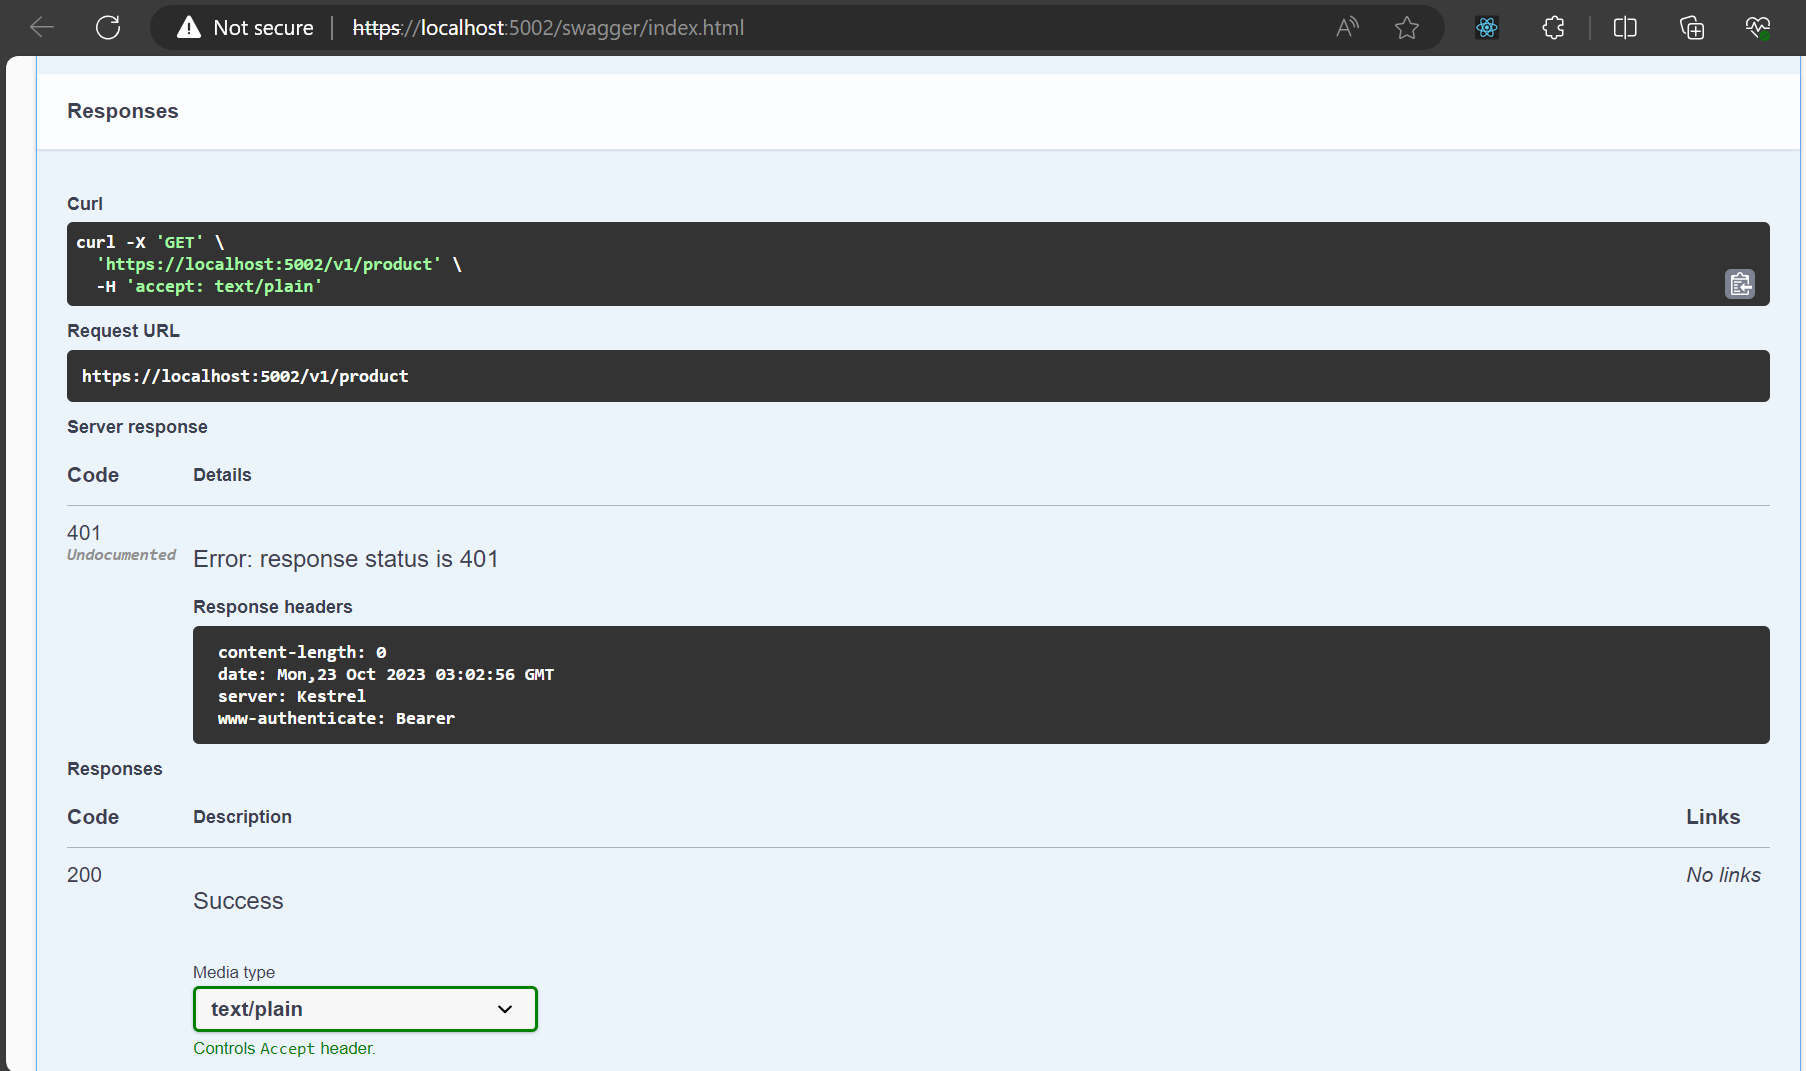 Not secure | https://localhost:5002/swagger/index.html
Responses
Curl
curl -X 'GET' \
'https://localhost:5002/v1/product' \
-H 'accept: text/plain'
Request URL
https://localhost:5002/v1/product
Server response
Code Details
401
Undocumented
Error: response status is 401
Response headers
content-length: 0
date: Mon,23 Oct 2023 03:02:56 GMT
server: Kestrel
www-authenticate: Bearer
Responses
Code Description Links
200 No links
Success
Media type
text/plain
Controls Accept header.